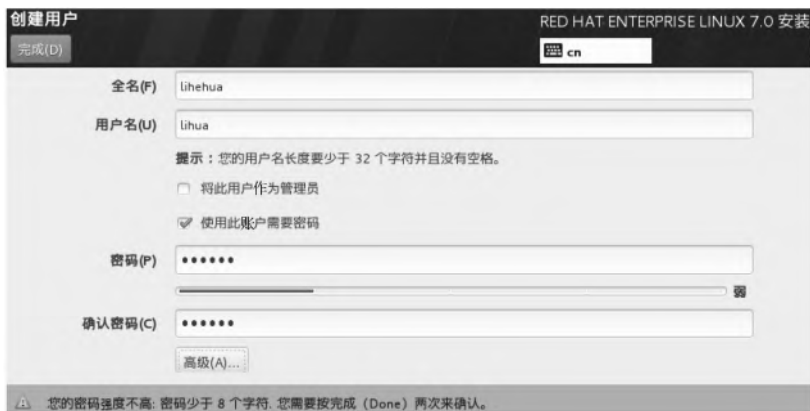 创建用户
RED HAT ENTERPRISE LINUX 7.0 安装
完成(D)
cn
全名(F) lihehua
用户名(U) lihua
提示：您的用户名长度要少于 32 个字符并且没有空格。
将此用户作为管理员
使用此账户需要密码
密码(P) ••••••
弱
确认密码(C) ••••••
高级(A)...
您的密码强度不高: 密码少于 8 个字符. 您需要按完成（Done）两次来确认。